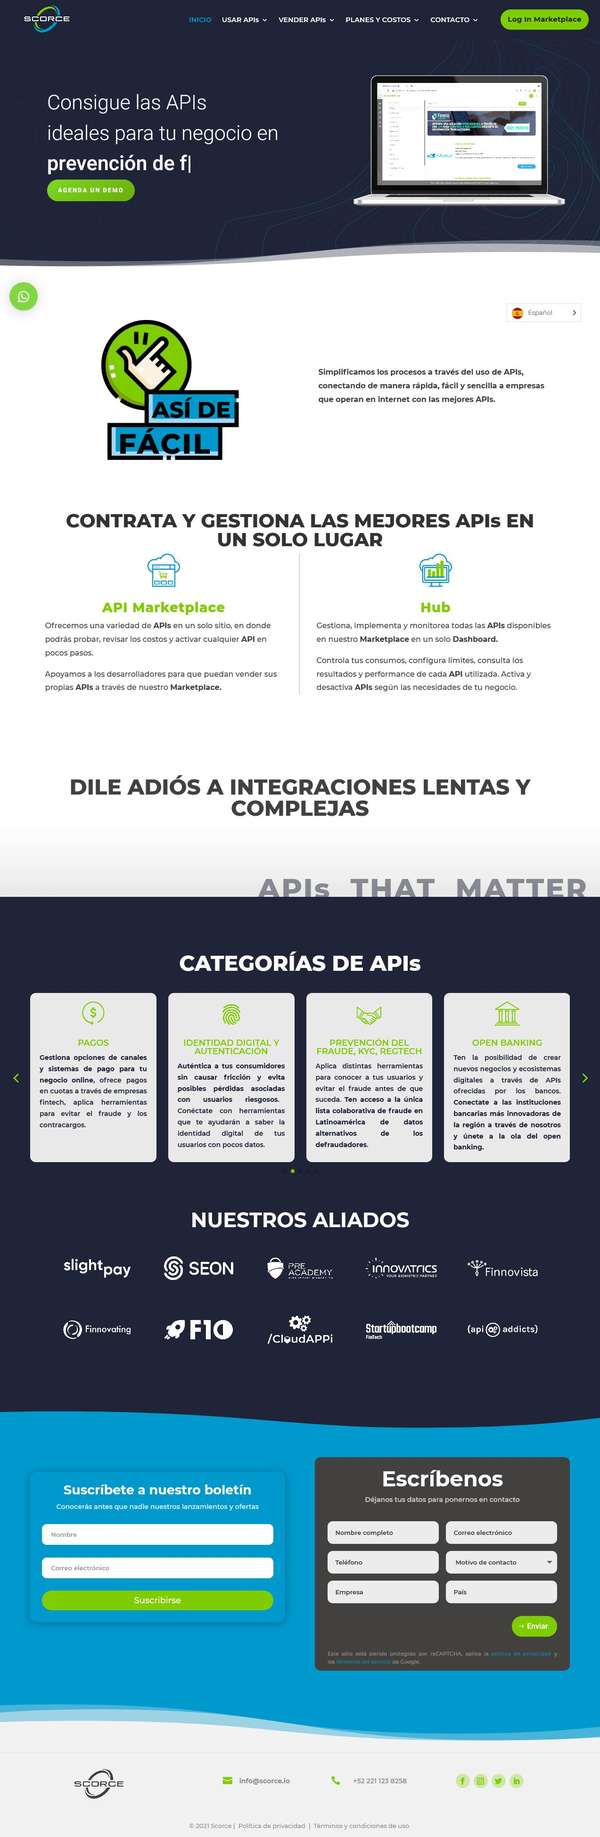 SCORCE
INICIO USAR APIs VENDER APIs PLANES Y COSTOS CONTACTO Log In Marketplace
Consigue las APIs
ideales para tu negocio en
prevención de f|
AGENDA UN DEMO
Español
ASÍ DE
FÁCIL
Simplificamos los procesos a través del uso de APIs,
conectando de manera rápida, fácil y sencilla a empresas
que operan en internet con las mejores APIs.
CONTRATA Y GESTIONA LAS MEJORES APIs EN
UN SOLO LUGAR
API Marketplace
Ofrecemos una variedad de APIs en un solo sitio, en donde
podrás probar, revisar los costos y activar cualquier API en
pocos pasos.
Apoyamos a los desarrolladores para que puedan vender sus
propias APIs a través de nuestro Marketplace.
Hub
Gestiona, implementa y monitorea todas las APIs disponibles
en nuestro Marketplace en un solo Dashboard.
Controla tus consumos, configura límites, consulta los
resultados y performance de cada API utilizada. Activa y
desactiva APIs según las necesidades de tu negocio.
DILE ADIÓS A INTEGRACIONES LENTAS Y
COMPLEJAS
APIs THAT MATTER
CATEGORÍAS DE APIs
PAGOS
Gestiona opciones de canales
y sistemas de pago para tu
negocio online, ofrece pagos
en cuotas a través de empresas
fintech, aplica herramientas
para evitar el fraude y los
contracargos.
IDENTIDAD DIGITAL Y
AUTENTICACIÓN
Auténtica a tus consumidores
sin causar fricción y evita
posibles pérdidas asociadas
con usuarios riesgosos.
Conéctate con herramientas
que te ayudarán a saber la
identidad digital de tus
usuarios con pocos datos.
PREVENCIÓN DEL
FRAUDE, KYC, REGTECH
Aplica distintas herramientas
para conocer a tus usuarios y
evitar el fraude antes de que
suceda. Ten acceso a la única
lista colaborativa de fraude en
Latinoamérica de datos
alternativos de los
defraudadores.
OPEN BANKING
Ten la posibilidad de crear
nuevos negocios y ecosistemas
digitales a través de APIs
ofrecidas por los bancos.
Conectate a las instituciones
bancarias más innovadoras de
la región a través de nosotros
y únete a la ola del open
banking.
NUESTROS ALIADOS
slightpay
SEON
PRE
ACADEMY
INNOVATRICS
YOUR BIOMETRIC PARTNER
Finnovista
Finnovating
F10
/CloudAPPi
Startupbootcamp
FinTech
{api addicts}
Suscríbete a nuestro boletín
Conocerás antes que nadie nuestros lanzamientos y ofertas
Nombre
Correo electrónico
Suscribirse
Escríbenos
Déjanos tus datos para ponernos en contacto
Nombre completo Correo electrónico
Teléfono Motivo de contacto
Empresa País
Enviar
Este sitio está siendo protegido por reCAPTCHA, aplica la política de privacidad y
los términos del servicio de Google.
SCORCE
info@scorce.io +52 221 123 8258
© 2021 Scorce | Política de privacidad | Términos y condiciones de uso